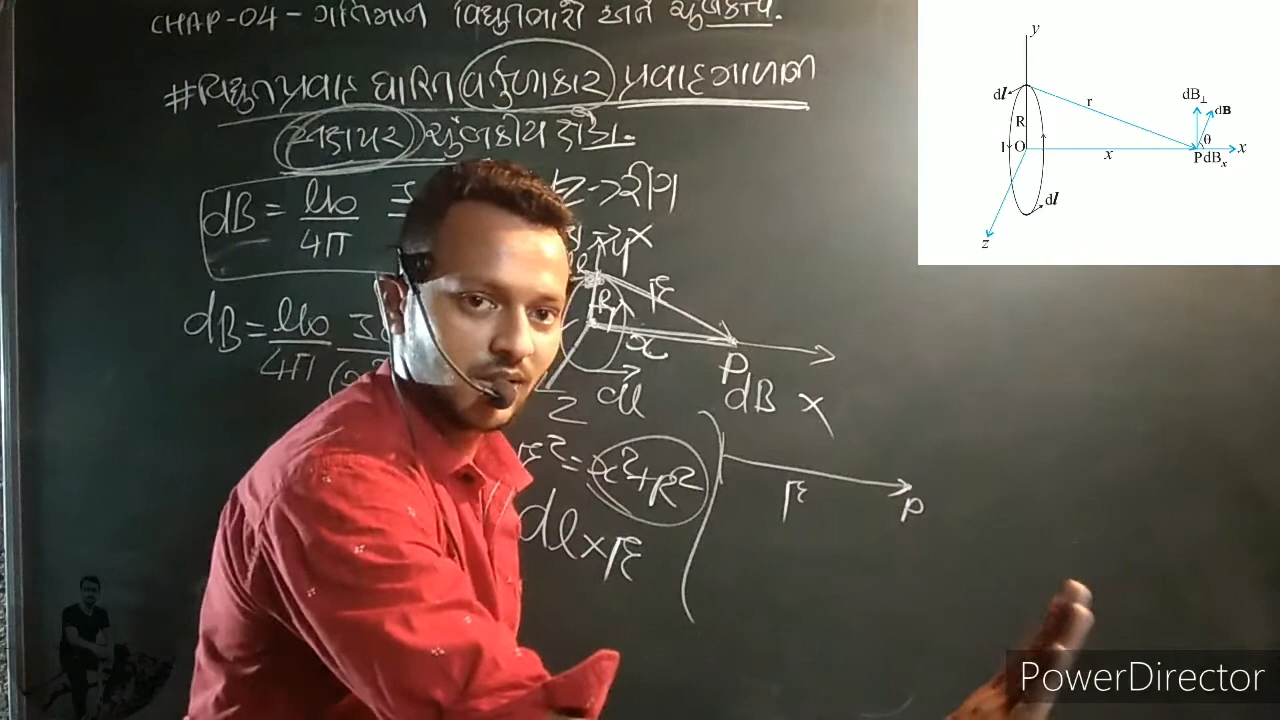 CHAP-04 - ગતિમાન વિદ્યુતભારો અને ચુંબકત્વ.
#વિદ્યુતપ્રવાહ ધારિત વર્તુળાકાર પ્રવાહગાળાના
અક્ષ પર ચુંબકીય ક્ષેત્ર.
dB = μ0
4π
→રીંગ
dB = μ0
4π
y
x
r
R
x
P
z
dl
dB x
r² = x²+R²
dl×r
r
P
y
dl
r
R
I
O
x
dB⊥
dB
θ
P dBx
x
dl
z
PowerDirector